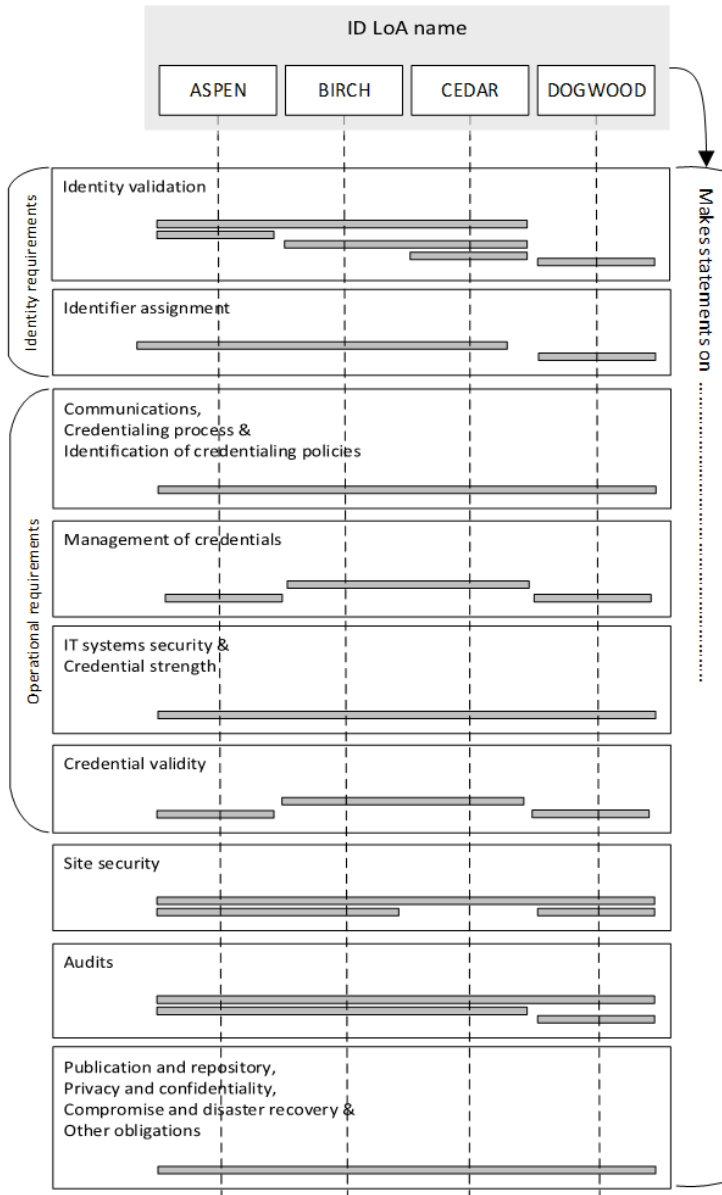 ID LoA name
ASPEN
BIRCH
CEDAR
DOGWOOD
Makes statements on ..........................................
Identity requirements
Identity validation
Identifier assignment
Operational requirements
Communications,
Credentialing process &
Identification of credentialing policies
Management of credentials
IT systems security &
Credential strength
Credential validity
Site security
Audits
Publication and repository,
Privacy and confidentiality,
Compromise and disaster recovery &
Other obligations